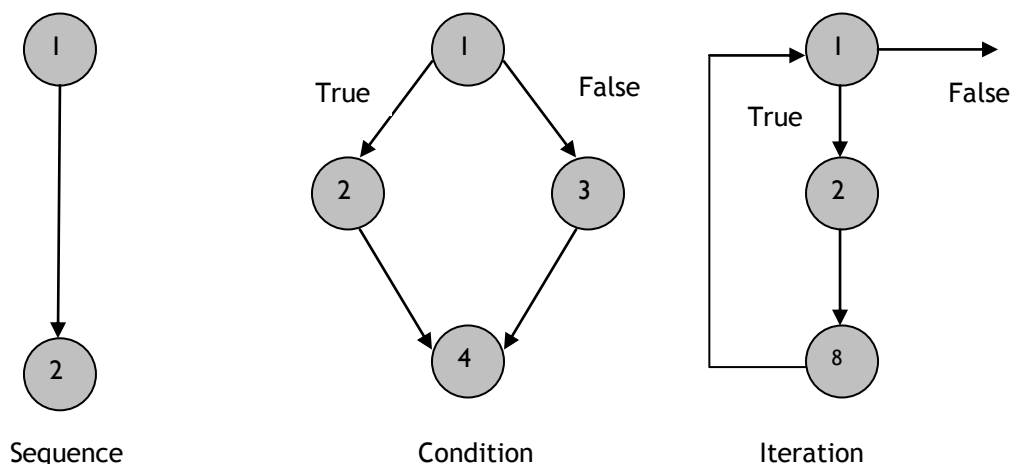 1
2
Sequence
1
True
False
2
3
4
Condition
1
False
True
2
8
Iteration